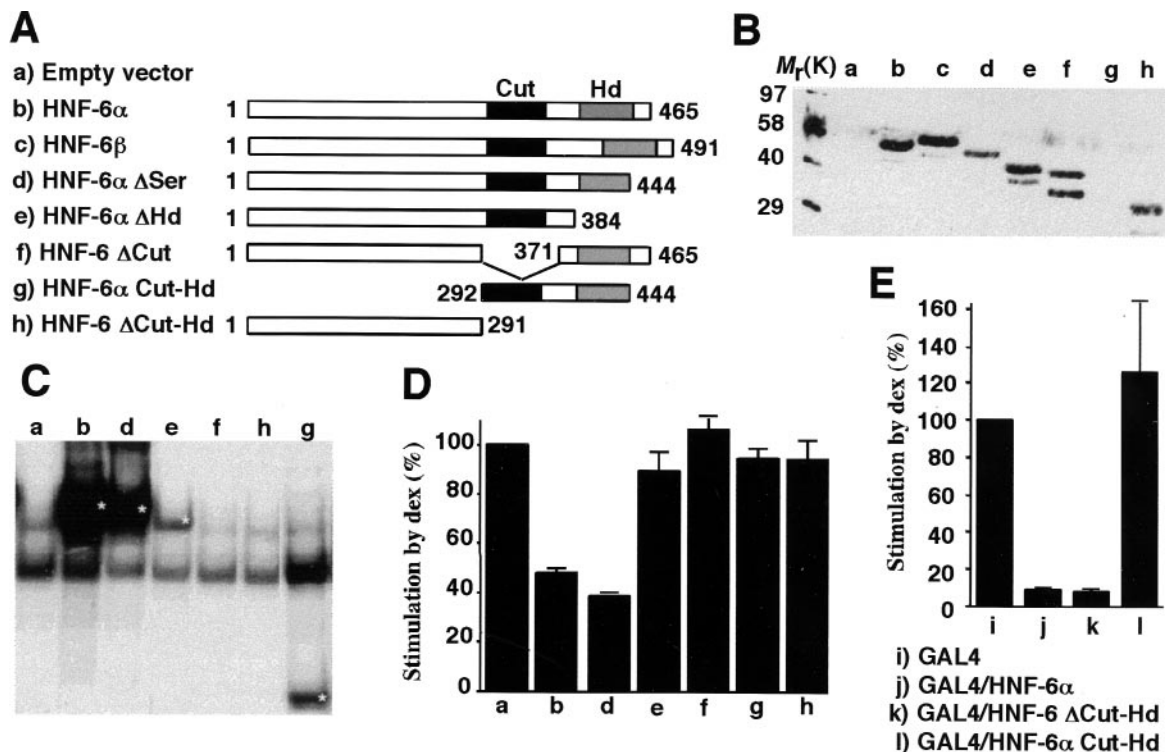 A
a) Empty vector
Cut Hd
b) HNF-6α 1 465
c) HNF-6β 1 491
d) HNF-6α ΔSer 1 444
e) HNF-6α ΔHd 1 384
f) HNF-6 ΔCut 1 371 465
g) HNF-6α Cut-Hd 292 444
h) HNF-6 ΔCut-Hd 1 291
B
Mr(K) a b c d e f g h
97
58
40
29
C
a b d e f h g
* * * *
D
Stimulation by dex (%)
100
80
60
40
20
0
a b d e f g h
E
Stimulation by dex (%)
160
140
120
100
80
60
40
20
0
i j k l
i) GAL4
j) GAL4/HNF-6α
k) GAL4/HNF-6 ΔCut-Hd
l) GAL4/HNF-6α Cut-Hd